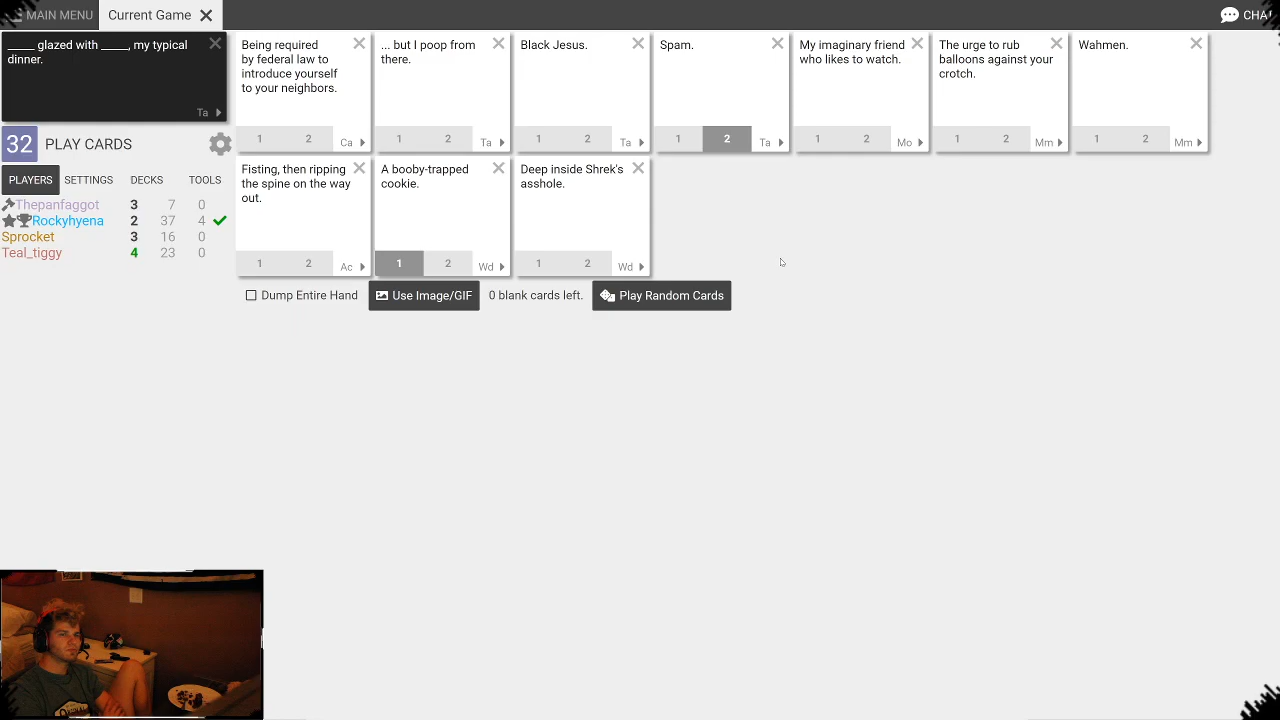 MAIN MENU Current Game
CHA
_____ glazed with _____, my typical
dinner.
Ta
32 PLAY CARDS
PLAYERS SETTINGS DECKS TOOLS
Thepanfaggot 3 7 0
Rockyhyena 2 37 4
Sprocket 3 16 0
Teal_tiggy 4 23 0
Being required
by federal law to
introduce yourself
to your neighbors.
1 2 Ca
... but I poop from
there.
1 2 Ta
Black Jesus.
1 2 Ta
Spam.
1 2 Ta
My imaginary friend
who likes to watch.
1 2 Mo
The urge to rub
balloons against your
crotch.
1 2 Mm
Wahmen.
1 2 Mm
Fisting, then ripping
the spine on the way
out.
1 2 Ac
A booby-trapped
cookie.
1 2 Wd
Deep inside Shrek's
asshole.
1 2 Wd
Dump Entire Hand Use Image/GIF 0 blank cards left. Play Random Cards